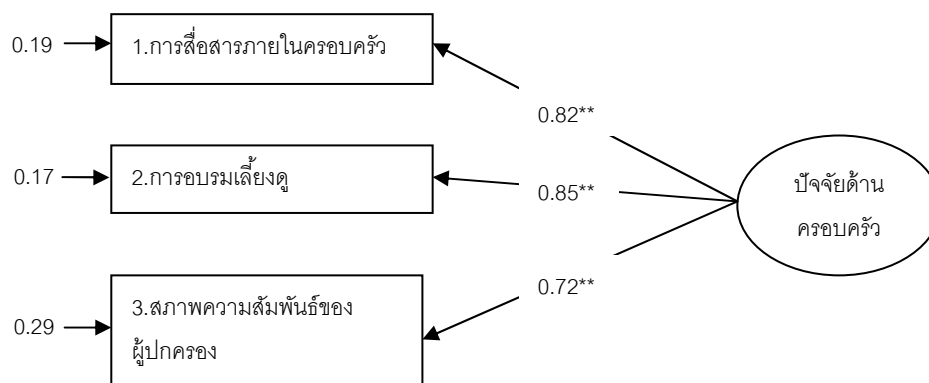 0.19
1.การสื่อสารภายในครอบครัว
0.82**
0.17
2.การอบรมเลี้ยงดู
0.85**
ปัจจัยด้าน
ครอบครัว
0.72**
0.29
3.สภาพความสัมพันธ์ของ
ผู้ปกครอง